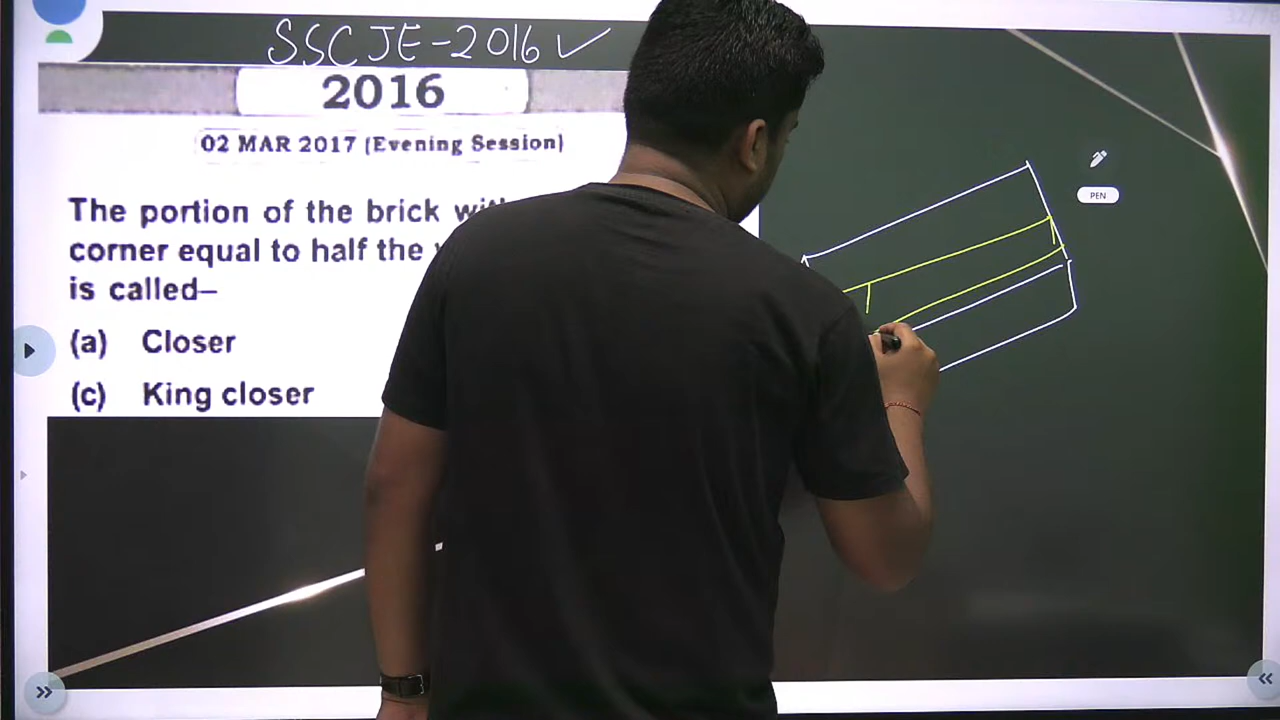 SSC JE-2016 ✓
2016
02 MAR 2017 (Evening Session)
The portion of the brick
corner equal to half the
is called–
(a) Closer
(c) King closer
PEN